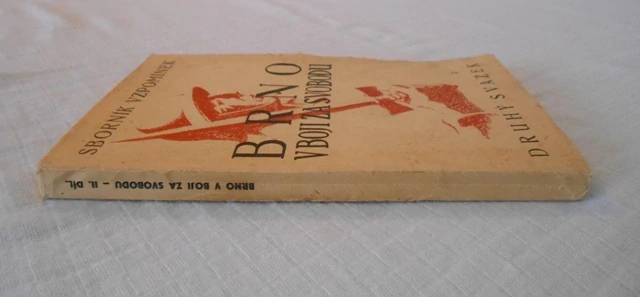 SBORNÍK VZPOMÍNEK
BRNO
V BOJI ZA SVOBODU
DRUHÝ SVAZEK
BRNO V BOJI ZA SVOBODU – II. DÍL.